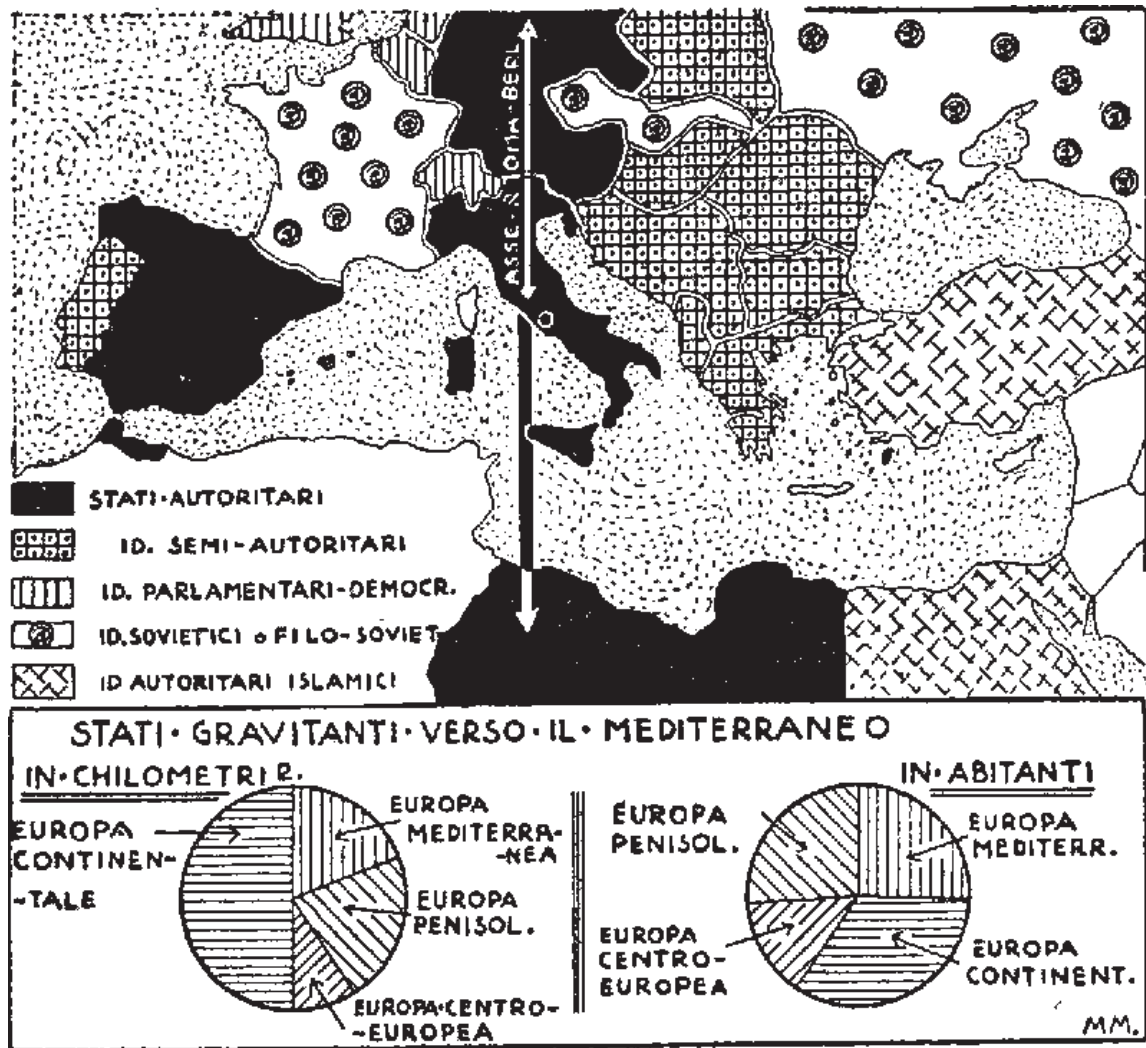 ASSE·ROMA·BERL.
STATI·AUTORITARI
ID. SEMI-AUTORITARI
ID. PARLAMENTARI-DEMOCR.
ID. SOVIETICI o FILO-SOVIET
ID AUTORITARI ISLAMICI
STATI·GRAVITANTI·VERSO·IL·MEDITERRANEO
IN·CHILOMETRI R.
EUROPA
CONTINEN-
-TALE
EUROPA
MEDITERRA-
-NEA
EUROPA
PENISOL.
EUROPA·CENTRO-
-EUROPEA
IN·ABITANTI
EUROPA
PENISOL.
EUROPA
MEDITERR.
EUROPA
CENTRO-
EUROPEA
EUROPA
CONTINENT.
MM.